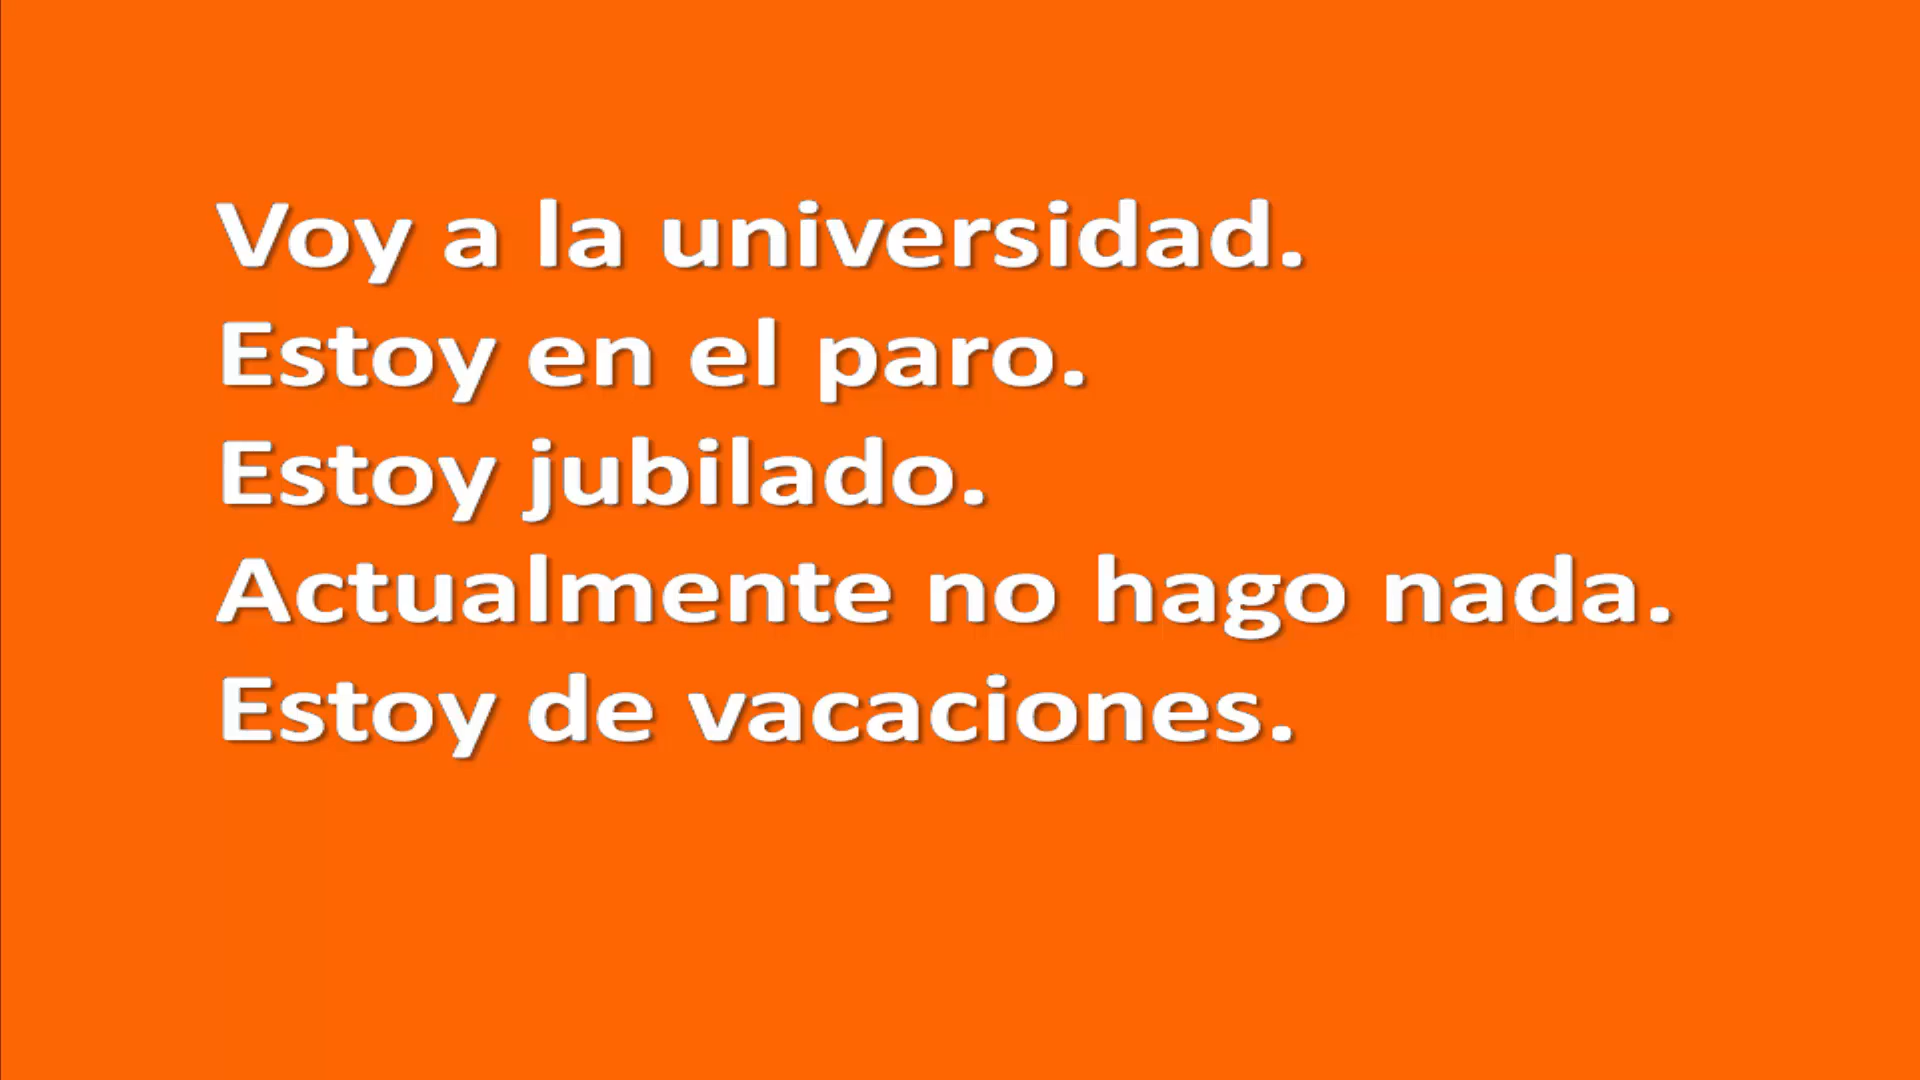 Voy a la universidad.
Estoy en el paro.
Estoy jubilado.
Actualmente no hago nada.
Estoy de vacaciones.